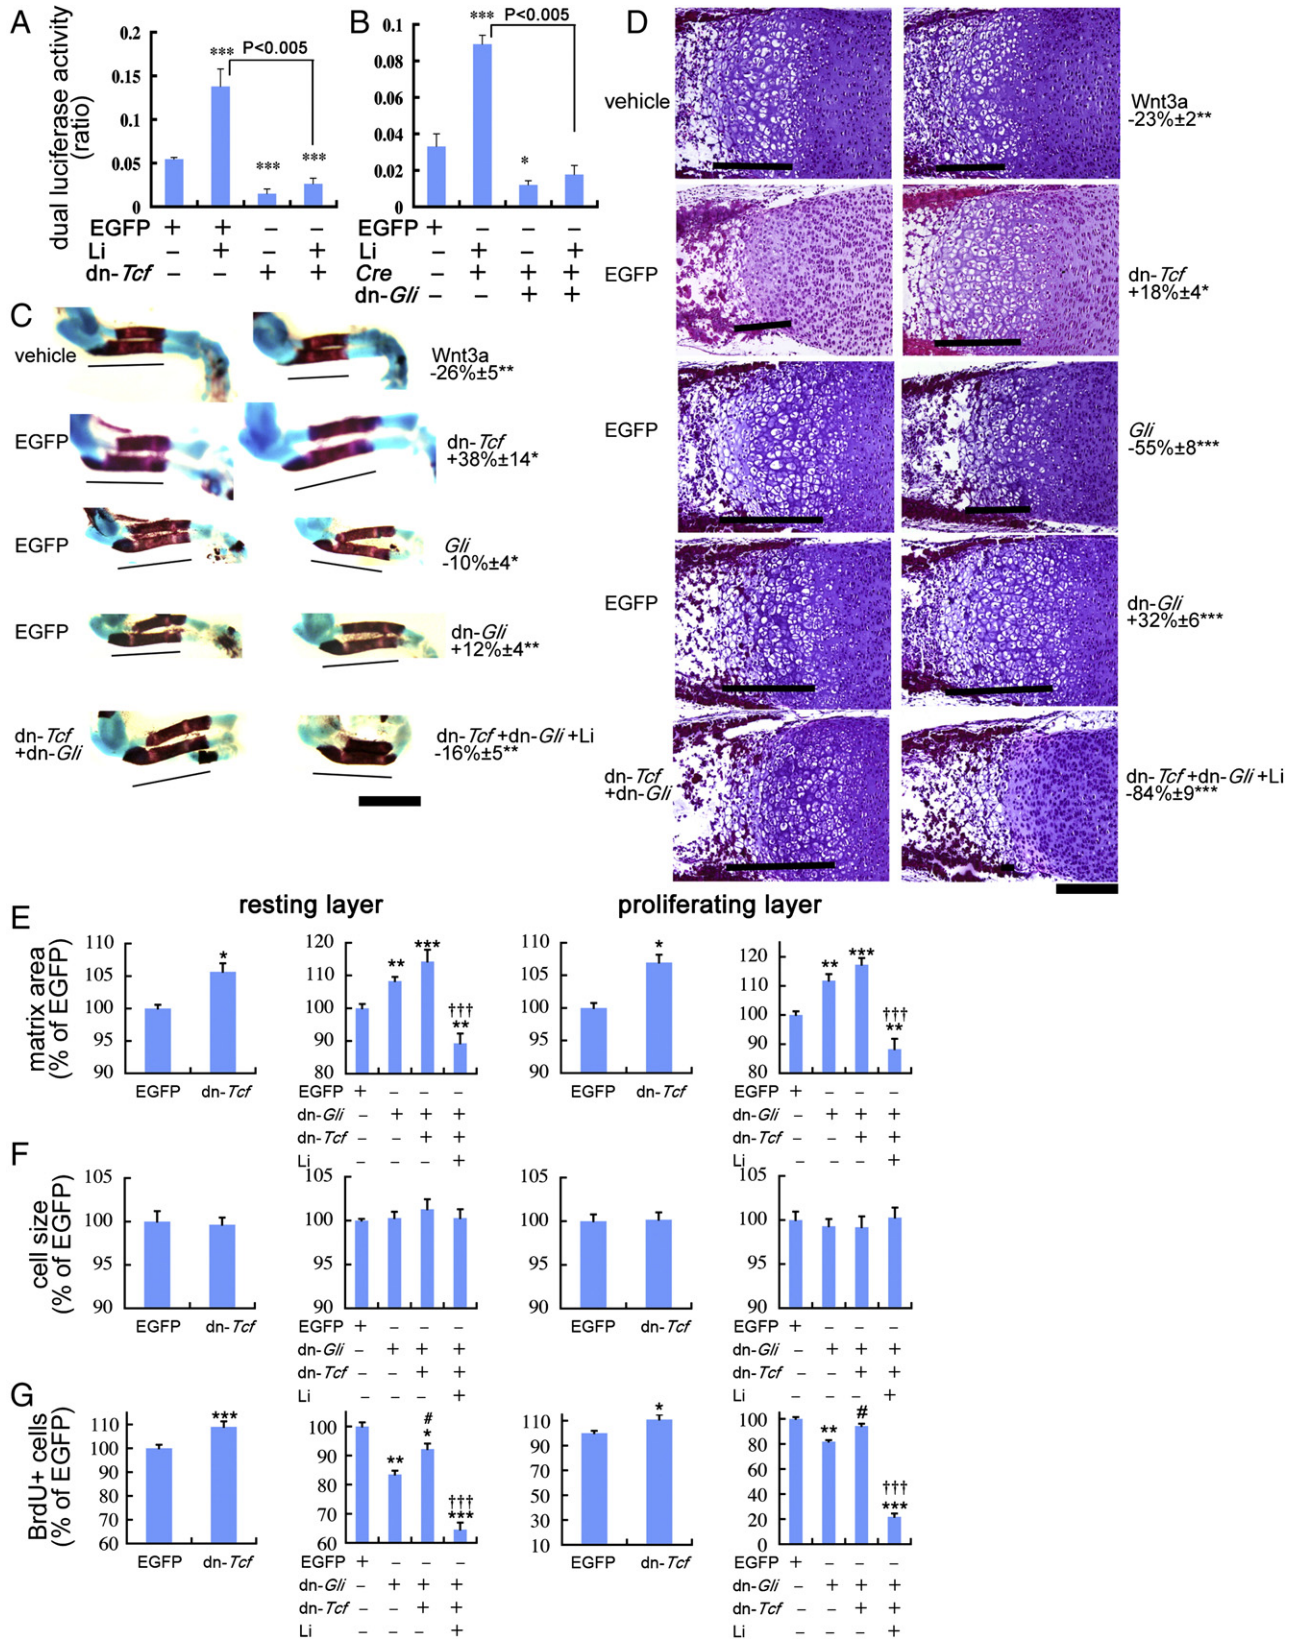 A
dual luciferase activity
(ratio)
0.2
0.15
0.1
0.05
0
***
P<0.005
***
***
EGFP + + – –
Li – + – +
dn-Tcf – – + +
B
0.1
0.08
0.06
0.04
0.02
0
***
P<0.005
*
EGFP + – – –
Li – + – +
Cre – + + +
dn-Gli – – + +
C
vehicle
Wnt3a
-26%±5**
EGFP
dn-Tcf
+38%±14*
EGFP
Gli
-10%±4*
EGFP
dn-Gli
+12%±4**
dn-Tcf
+dn-Gli
dn-Tcf +dn-Gli +Li
-16%±5**
D
vehicle
Wnt3a
-23%±2**
EGFP
dn-Tcf
+18%±4*
EGFP
Gli
-55%±8***
EGFP
dn-Gli
+32%±6***
dn-Tcf
+dn-Gli
dn-Tcf +dn-Gli +Li
-84%±9***
resting layer
proliferating layer
E
matrix area
(% of EGFP)
110
105
100
95
90
*
EGFP dn-Tcf
120
110
100
90
80
**
***
†††
**
EGFP + – – –
dn-Gli – + + +
dn-Tcf – – + +
Li – – – +
110
105
100
95
90
*
EGFP dn-Tcf
120
110
100
90
80
**
***
†††
**
EGFP + – – –
dn-Gli – + + +
dn-Tcf – – + +
Li – – – +
F
cell size
(% of EGFP)
105
100
95
90
EGFP dn-Tcf
105
100
95
90
EGFP + – – –
dn-Gli – + + +
dn-Tcf – – + +
Li – – – +
105
100
95
90
EGFP dn-Tcf
105
100
95
90
EGFP + – – –
dn-Gli – + + +
dn-Tcf – – + +
Li – – – +
G
BrdU+ cells
(% of EGFP)
110
100
90
80
70
60
***
EGFP dn-Tcf
100
90
80
70
60
**
#
*
†††
***
EGFP + – – –
dn-Gli – + + +
dn-Tcf – – + +
Li – – – +
110
90
70
50
30
10
*
EGFP dn-Tcf
100
80
60
40
20
0
**
#
†††
***
EGFP + – – –
dn-Gli – + + +
dn-Tcf – – + +
Li – – – +